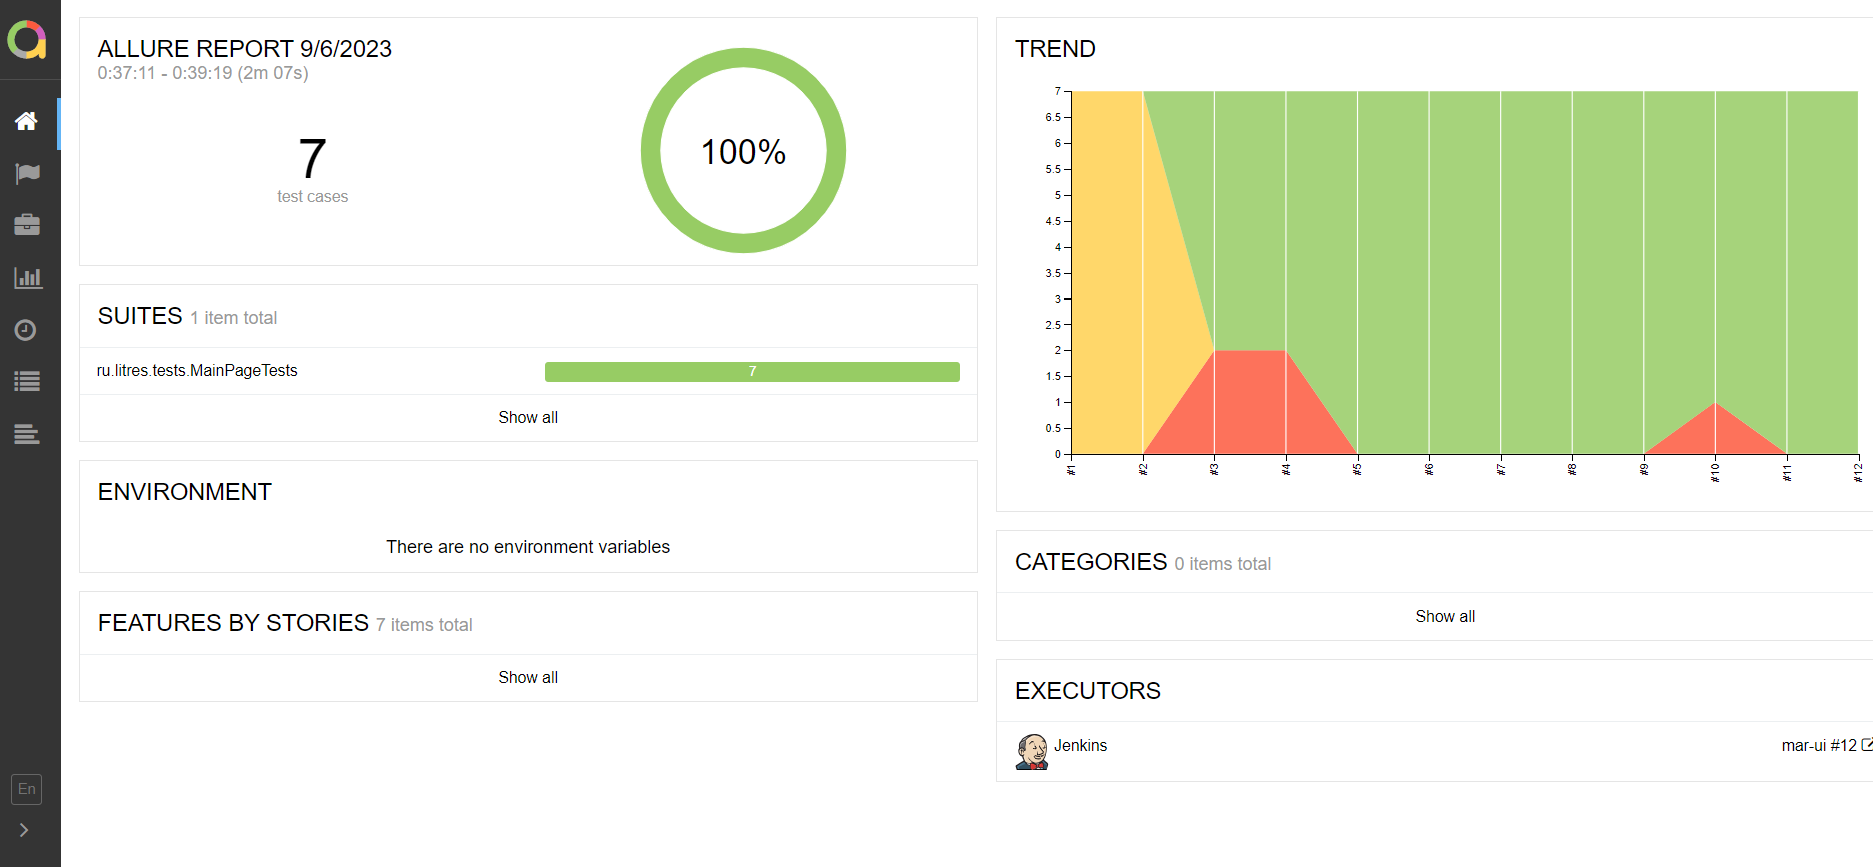 ALLURE REPORT 9/6/2023
0:37:11 - 0:39:19 (2m 07s)
7
test cases
100%
SUITES 1 item total
ru.litres.tests.MainPageTests
7
Show all
ENVIRONMENT
There are no environment variables
FEATURES BY STORIES 7 items total
Show all
En
TREND
7
6.5
6
5.5
5
4.5
4
3.5
3
2.5
2
1.5
1
0.5
0
#1
#2
#3
#4
#5
#6
#7
#8
#9
#10
#11
#12
CATEGORIES 0 items total
Show all
EXECUTORS
Jenkins
mar-ui #12